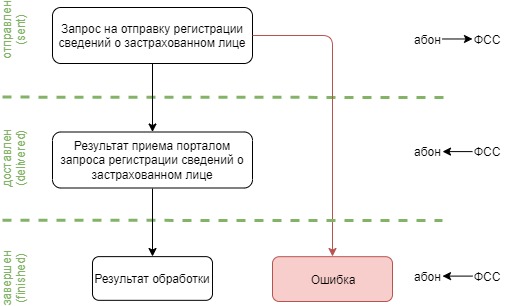 отправлен
(sent)
Запрос на отправку регистрации
сведений о застрахованном лице
абон ФСС
доставлен
(delivered)
Результат приема порталом
запроса регистрации сведений о
застрахованном лице
абон ФСС
завершен
(finished)
Результат обработки
Ошибка
абон ФСС